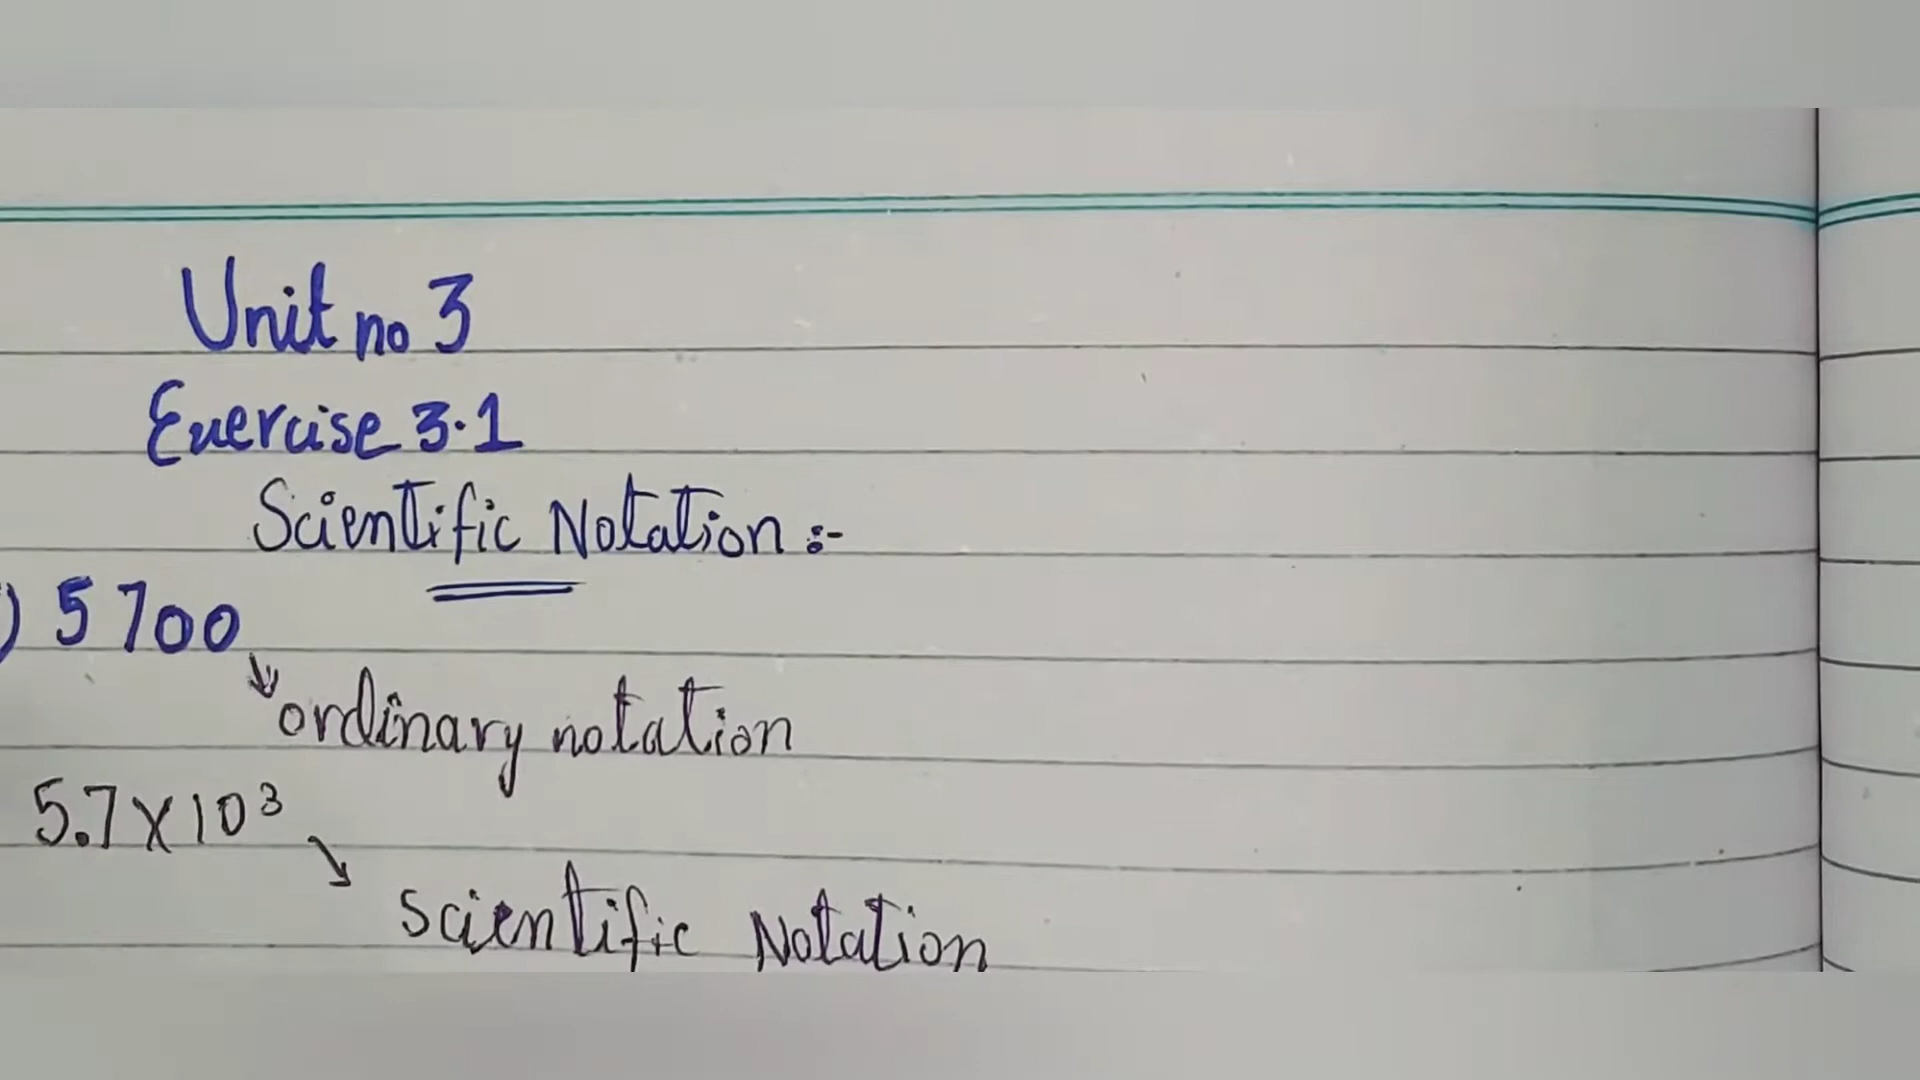 Unit no 3
Exercise 3.1
Scientific Notation :-
) 5700
ordinary notation
5.7 × 10³
Scientific Notation